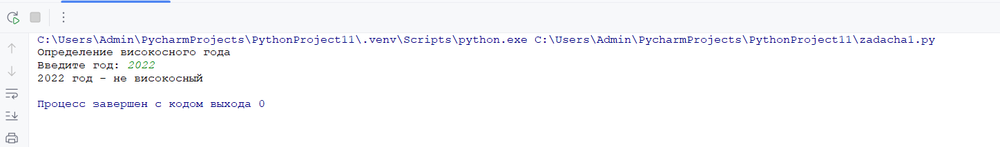 C:\Users\Admin\PycharmProjects\PythonProject11\.venv\Scripts\python.exe C:\Users\Admin\PycharmProjects\PythonProject11\zadacha1.py
Определение високосного года
Введите год: 2022
2022 год - не високосный
Процесс завершен с кодом выхода 0